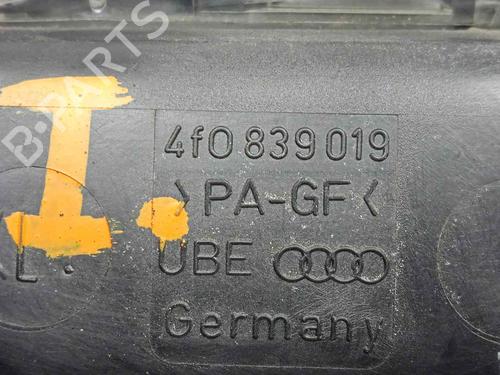 B-PARTS
4f0 839 019
>PA-GF<
UBE
Germany